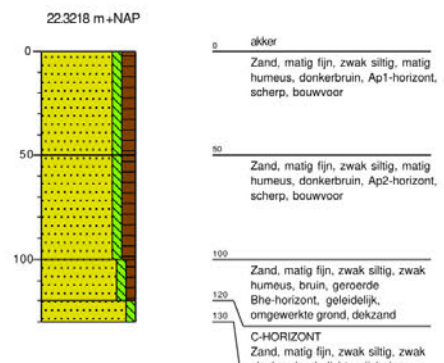 22.3218 m+NAP
0
50
100
0
akker
Zand, matig fijn, zwak siltig, matig
humeus, donkerbruin, Ap1-horizont,
scherp, bouwvoor
50
Zand, matig fijn, zwak siltig, matig
humeus, donkerbruin, Ap2-horizont,
scherp, bouwvoor
100
Zand, matig fijn, zwak siltig, zwak
humeus, bruin, geroerde
Bhe-horizont, geleidelijk,
omgewerkte grond, dekzand
120
130
C-HORIZONT
Zand, matig fijn, zwak siltig, zwak